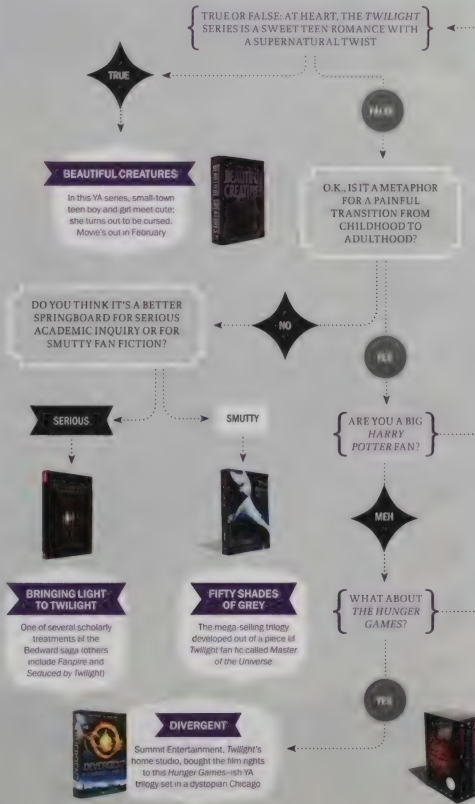 TRUE OR FALSE: AT HEART, THE TWILIGHT
SERIES IS A SWEET TEEN ROMANCE WITH
A SUPERNATURAL TWIST
TRUE
FALSE
BEAUTIFUL CREATURES
In this YA series, small-town
teen boy and girl meet cute;
she turns out to be cursed.
Movie's out in February
BEAUTIFUL
CREATURES
O.K., IS IT A METAPHOR
FOR A PAINFUL
TRANSITION FROM
CHILDHOOD TO
ADULTHOOD?
DO YOU THINK IT'S A BETTER
SPRINGBOARD FOR SERIOUS
ACADEMIC INQUIRY OR FOR
SMUTTY FAN FICTION?
NO
YES
SERIOUS
SMUTTY
ARE YOU A BIG
HARRY
POTTER FAN?
MEH
BRINGING LIGHT
TO TWILIGHT
One of several scholarly
treatments of the
Bedward saga (others
include Fanpire and
Seduced by Twilight)
FIFTY SHADES
OF GREY
The mega-selling trilogy
developed out of a piece of
Twilight fan fic called Master
of the Universe
WHAT ABOUT
THE HUNGER
GAMES?
YES
DIVERGENT
DIVERGENT
Summit Entertainment, Twilight's
home studio, bought the film rights
to this Hunger Games–ish YA
trilogy set in a dystopian Chicago